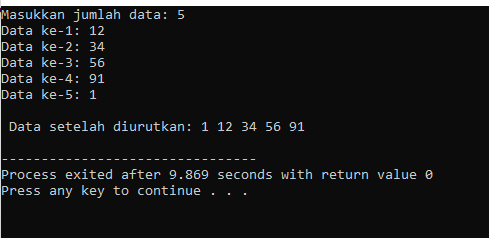 Masukkan jumlah data: 5
Data ke-1: 12
Data ke-2: 34
Data ke-3: 56
Data ke-4: 91
Data ke-5: 1
Data setelah diurutkan: 1 12 34 56 91
--------------------------------
Process exited after 9.869 seconds with return value 0
Press any key to continue . . .